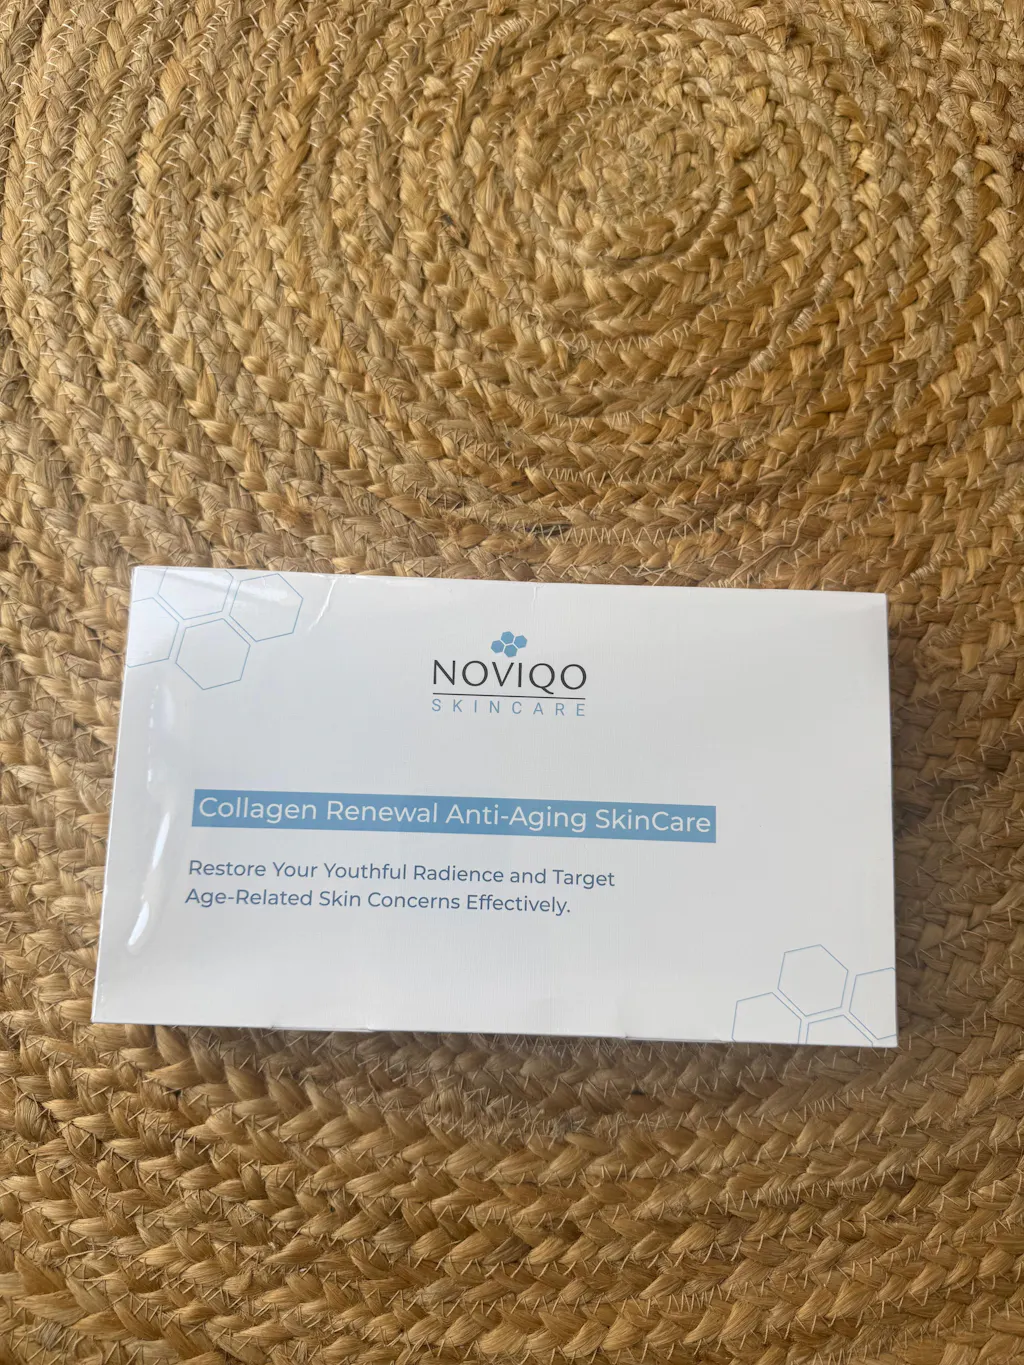 NOVIQO
SKINCARE
Collagen Renewal Anti-Aging SkinCare
Restore Your Youthful Radience and Target
Age-Related Skin Concerns Effectively.